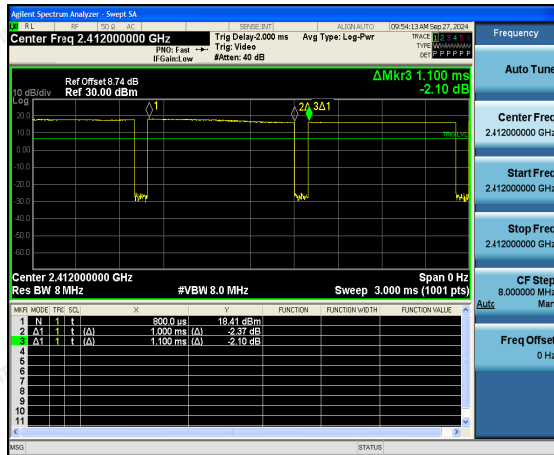 Agilent Spectrum Analyzer - Swept SA
RL RF 50 Ω AC SENSE:INT ALIGN AUTO 09:54:13 AM Sep 27, 2024
Center Freq 2.412000000 GHz
PNO: Fast
IFGain:Low
Trig Delay-2.000 ms
Trig: Video
#Atten: 40 dB
Avg Type: Log-Pwr
TRACE 1 2 3 4 5 6
TYPE WWWWWW
DET P P P P P P
Ref Offset 8.74 dB
Ref 30.00 dBm
10 dB/div
Log
ΔMkr3 1.100 ms
-2.10 dB
20.0
10.0
0.00
-10.0
-20.0
-30.0
-40.0
-50.0
-60.0
1
2Δ 3Δ1
TRIG LVL
Center 2.412000000 GHz Span 0 Hz
Res BW 8 MHz #VBW 8.0 MHz Sweep 3.000 ms (1001 pts)
MKR MODE TRC SCL X Y FUNCTION FUNCTION WIDTH FUNCTION VALUE
1 N 1 t 800.0 us 18.41 dBm
2 Δ1 1 t (Δ) 1.000 ms (Δ) -2.37 dB
3 Δ1 1 t (Δ) 1.100 ms (Δ) -2.10 dB
4
5
6
7
8
9
10
11
MSG STATUS
Frequency
Auto Tune
Center Freq
2.412000000 GHz
Start Freq
2.412000000 GHz
Stop Freq
2.412000000 GHz
CF Step
8.000000 MHz
Auto Man
Freq Offset
0 Hz